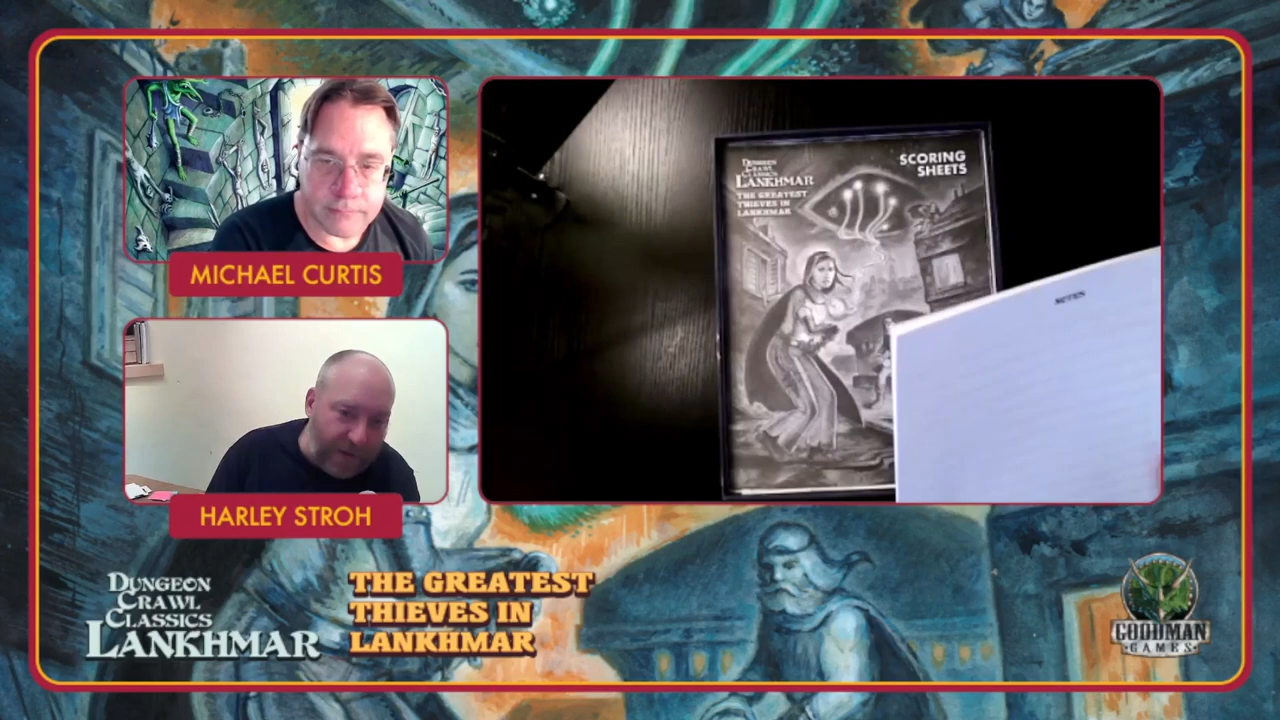 MICHAEL CURTIS
HARLEY STROH
DUNGEON
CRAWL
CLASSICS
LANKHMAR
THE GREATEST
THIEVES IN
LANKHMAR
SCORING
SHEETS
NOTES
DUNGEON
CRAWL
CLASSICS
LANKHMAR
THE GREATEST
THIEVES IN
LANKHMAR
GOODMAN
GAMES